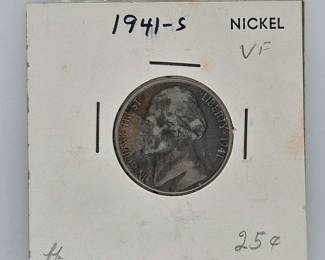 1941-S NICKEL
VF
IN GOD WE TRUST LIBERTY 1941
25¢